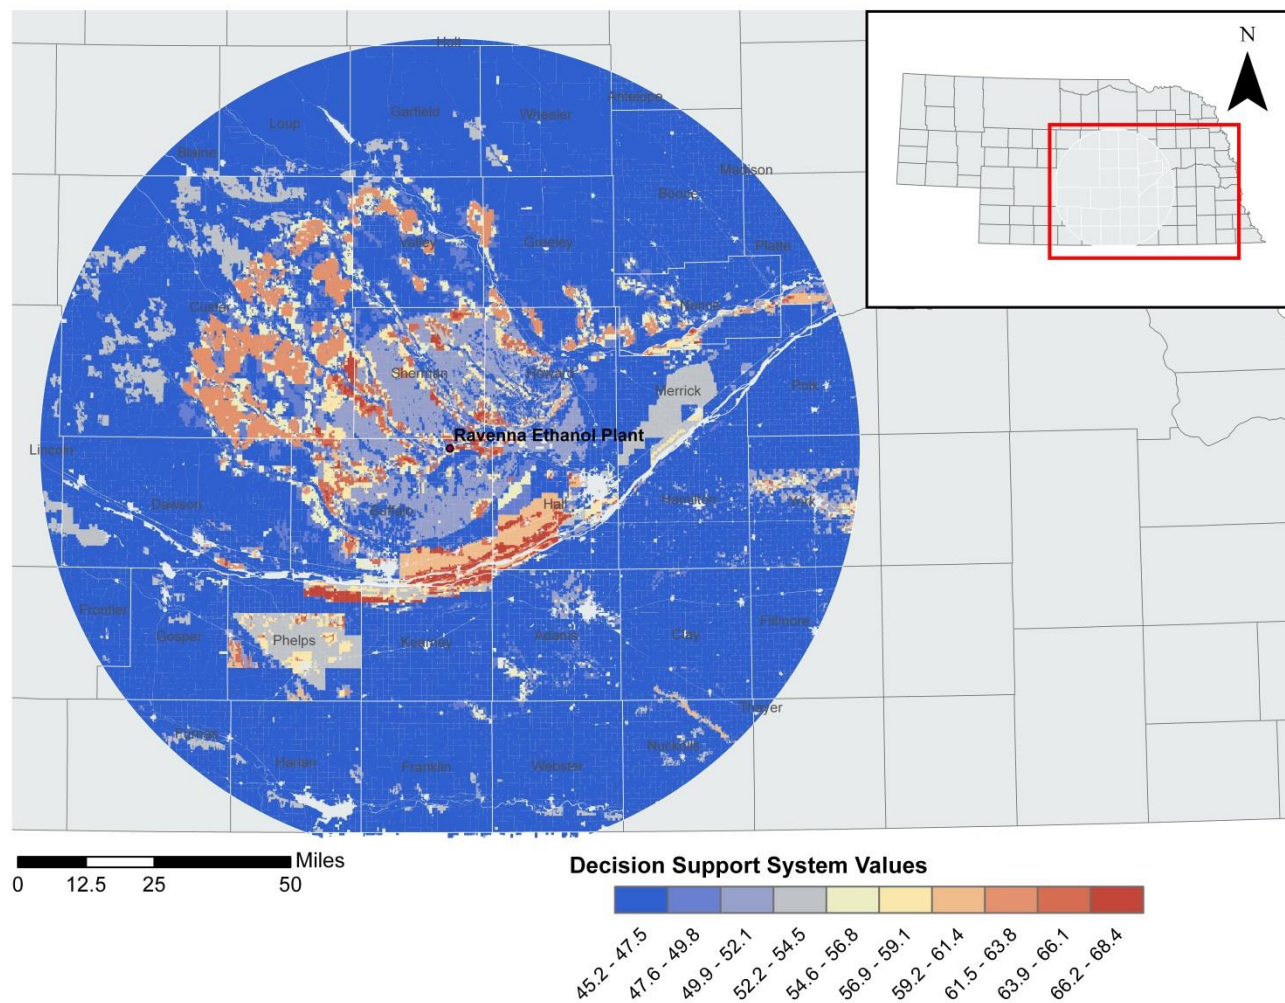 N
Holt
Antelope
Garfield
Wheeler
Loup
Blaine
Madison
Boone
Valley
Greeley
Platte
Custer
Nance
Sherman
Howard
Merrick
Polk
Ravenna Ethanol Plant
Lincoln
Dawson
Buffalo
Hall
Hamilton
York
Frontier
Gosper
Phelps
Kearney
Adams
Clay
Fillmore
Thayer
Furnas
Nuckolls
Harlan
Franklin
Webster
Miles
0 12.5 25 50
Decision Support System Values
45.2 - 47.5
47.6 - 49.8
49.9 - 52.1
52.2 - 54.5
54.6 - 56.8
56.9 - 59.1
59.2 - 61.4
61.5 - 63.8
63.9 - 66.1
66.2 - 68.4